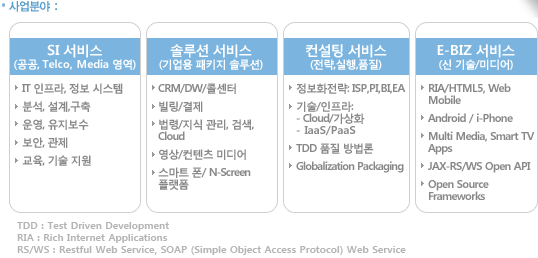 • 사업분야 :
SI 서비스
(공공, Telco, Media 영역)
IT 인프라, 정보 시스템
분석, 설계,구축
운영, 유지보수
보안, 관제
교육, 기술 지원
솔루션 서비스
(기업용 패키지 솔루션)
CRM/DW/콜센터
빌링/결제
법령/지식 관리, 검색,
Cloud
영상/컨텐츠 미디어
스마트 폰/ N-Screen
플랫폼
컨설팅 서비스
(전략,실행,품질)
정보화전략: ISP,PI,BI,EA
기술/인프라:
- Cloud/가상화
- IaaS/PaaS
TDD 품질 방법론
Globalization Packaging
E-BIZ 서비스
(신 기술/미디어)
RIA/HTML5, Web
Mobile
Android / i-Phone
Multi Media, Smart TV
Apps
JAX-RS/WS Open API
Open Source
Frameworks
TDD : Test Driven Development
RIA : Rich Internet Applications
RS/WS : Restful Web Service, SOAP (Simple Object Access Protocol) Web Service